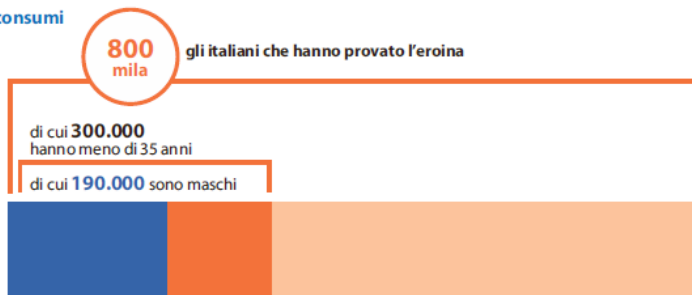 consumi
800
mila
gli italiani che hanno provato l'eroina
di cui 300.000
hanno meno di 35 anni
di cui 190.000 sono maschi